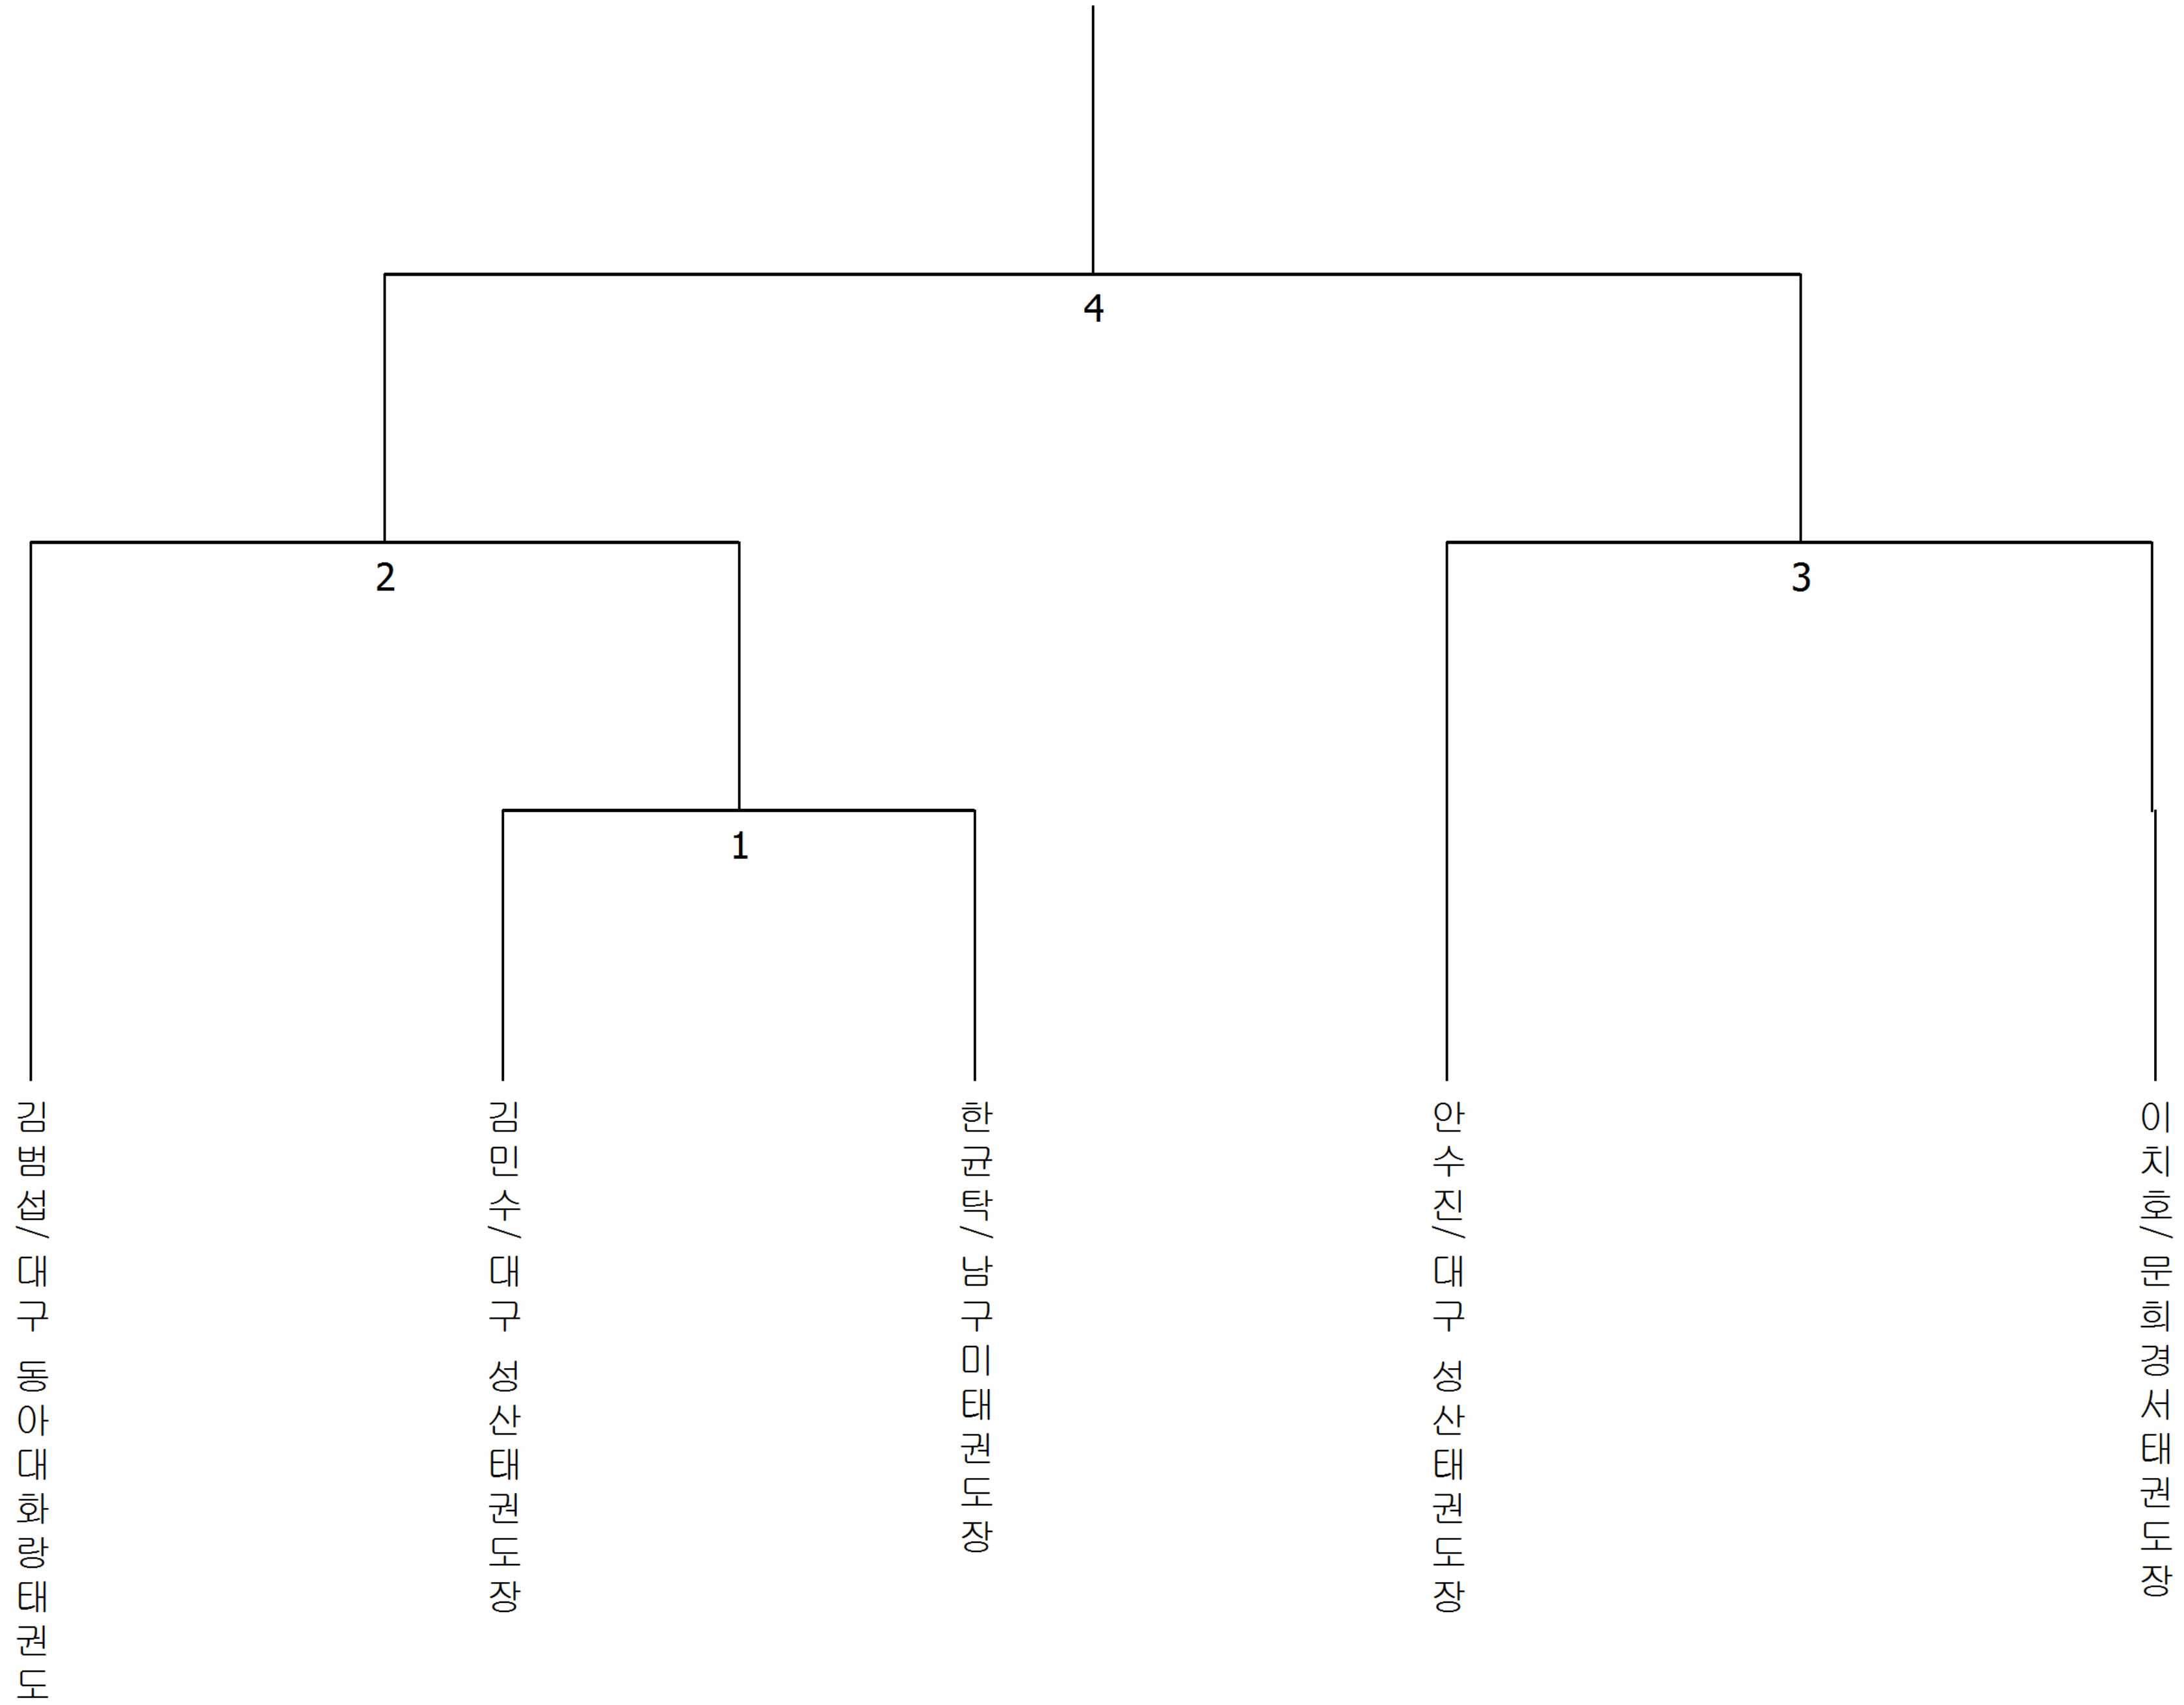 4
2
3
1
김범섭/대구 동아대화랑태권도
김민수/대구 성산태권도장
한균탁/남구미태권도장
안수진/대구 성산태권도장
이치호/문희경서태권도장